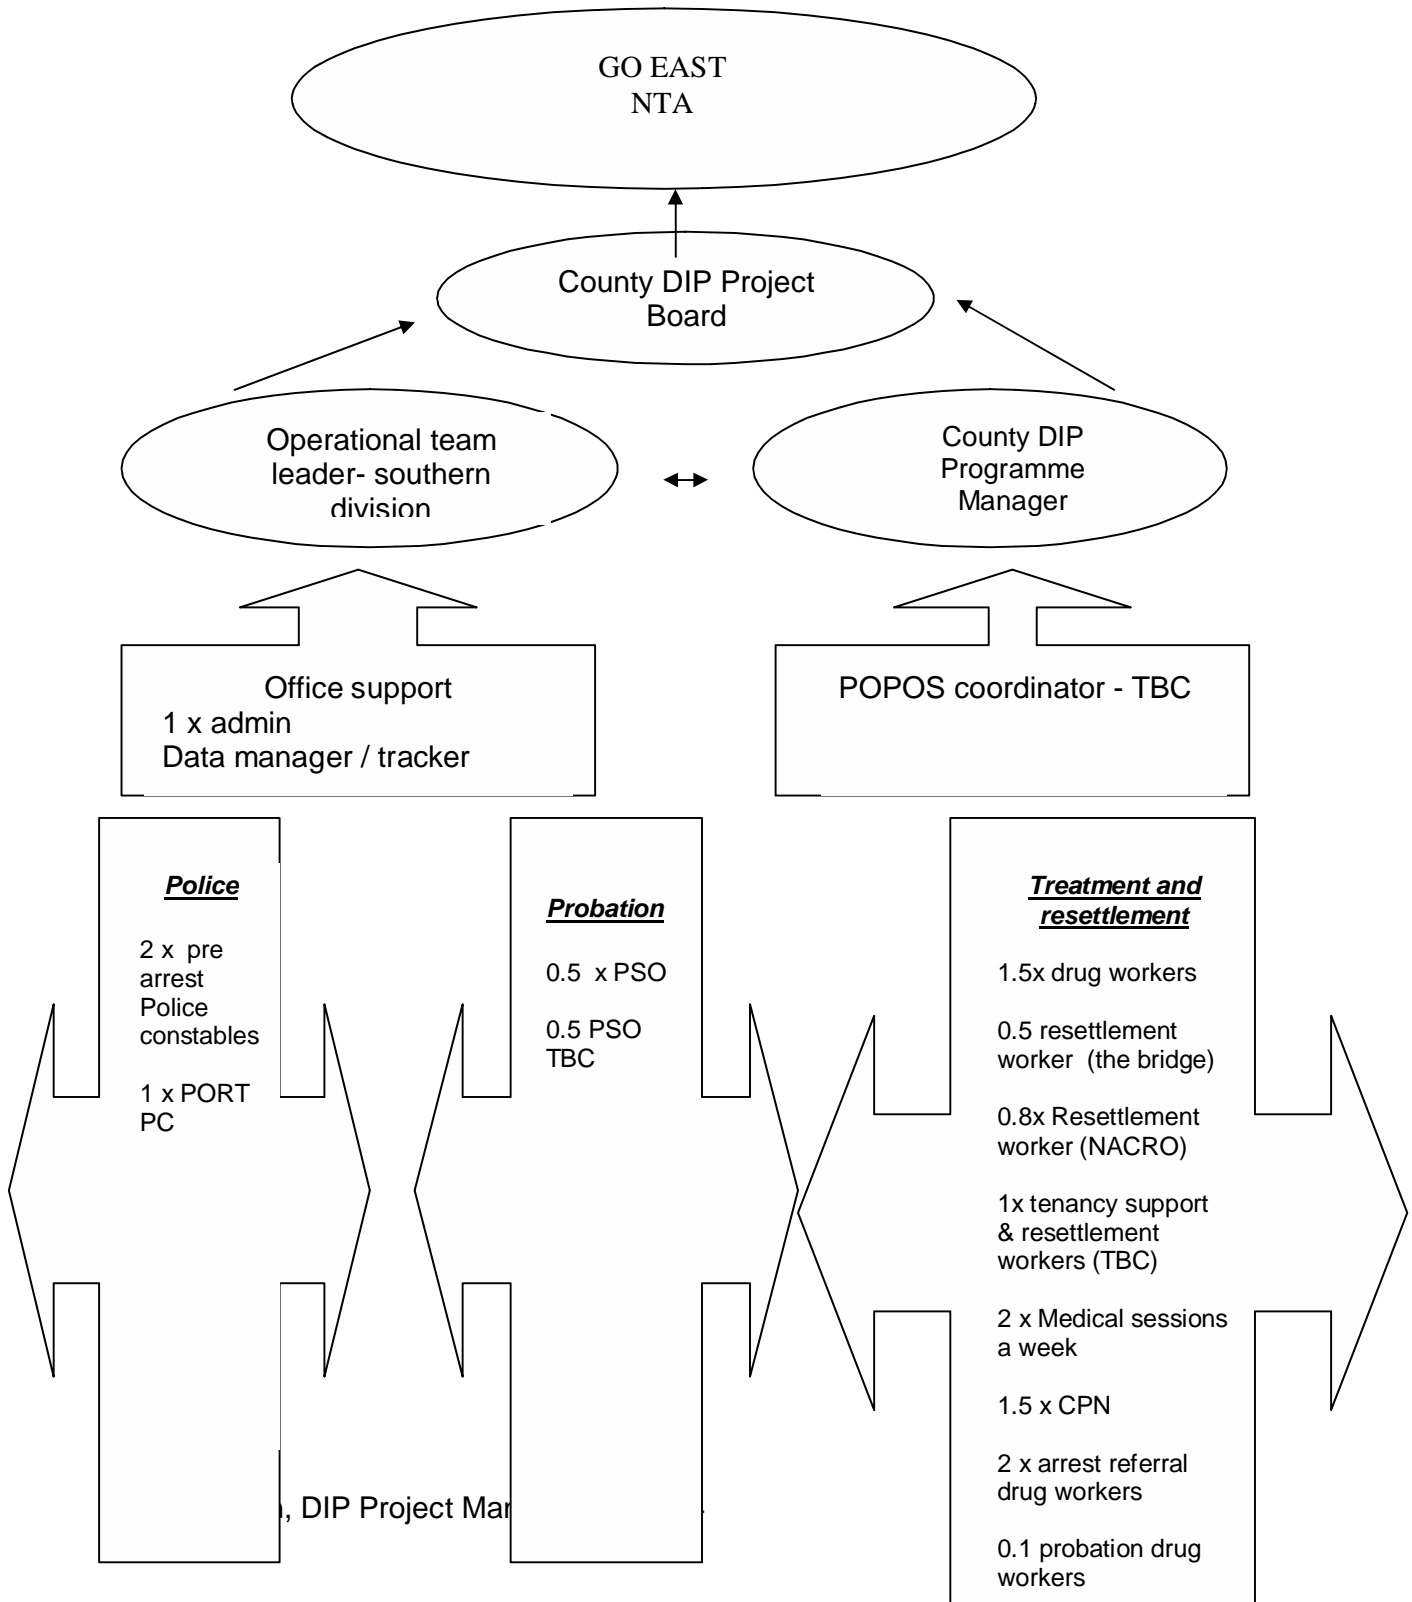 GO EAST
NTA
County DIP Project
Board
Operational team
leader- southern
division
County DIP
Programme
Manager
Office support
1 x admin
Data manager / tracker
POPOS coordinator - TBC
Police
2 x pre
arrest
Police
constables
1 x PORT
PC
Probation
0.5 x PSO
0.5 PSO
TBC
Treatment and
resettlement
1.5x drug workers
0.5 resettlement
worker (the bridge)
0.8x Resettlement
worker (NACRO)
1x tenancy support
& resettlement
workers (TBC)
2 x Medical sessions
a week
1.5 x CPN
2 x arrest referral
drug workers
0.1 probation drug
workers
, DIP Project